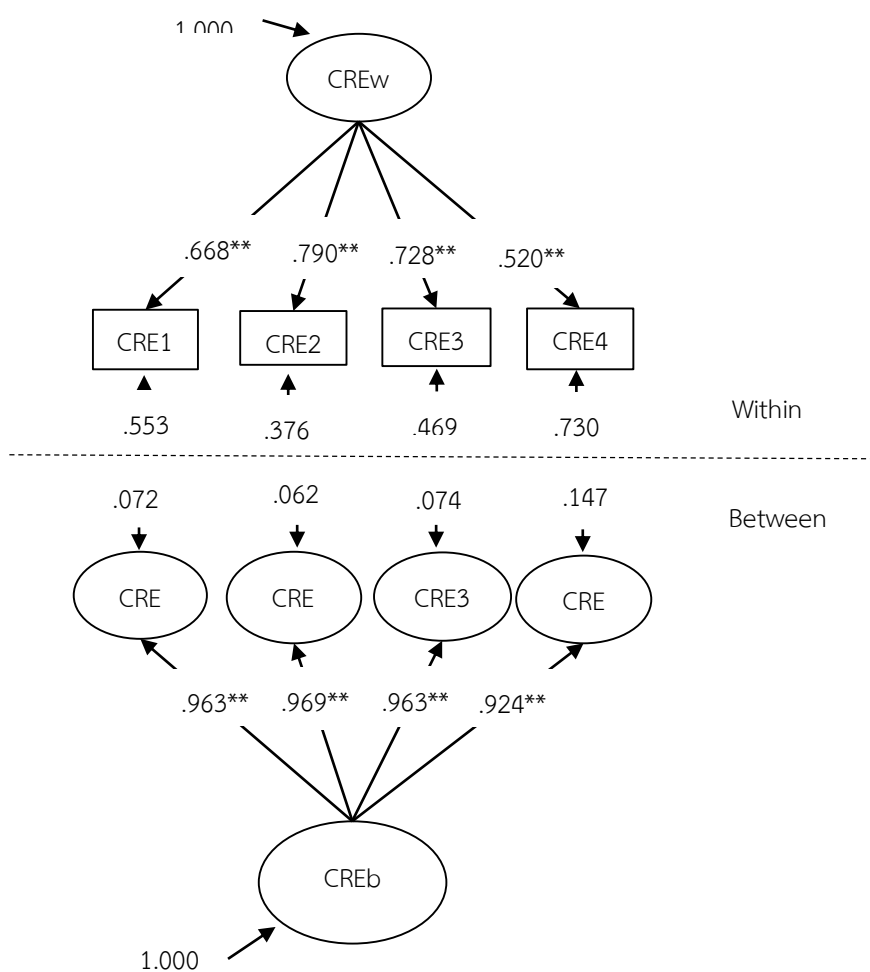 1.000
CREw
.668** .790** .728** .520**
CRE1 CRE2 CRE3 CRE4
.553 .376 .469 .730
Within
.072 .062 .074 .147
Between
CRE CRE CRE3 CRE
.963** .969** .963** .924**
CREb
1.000